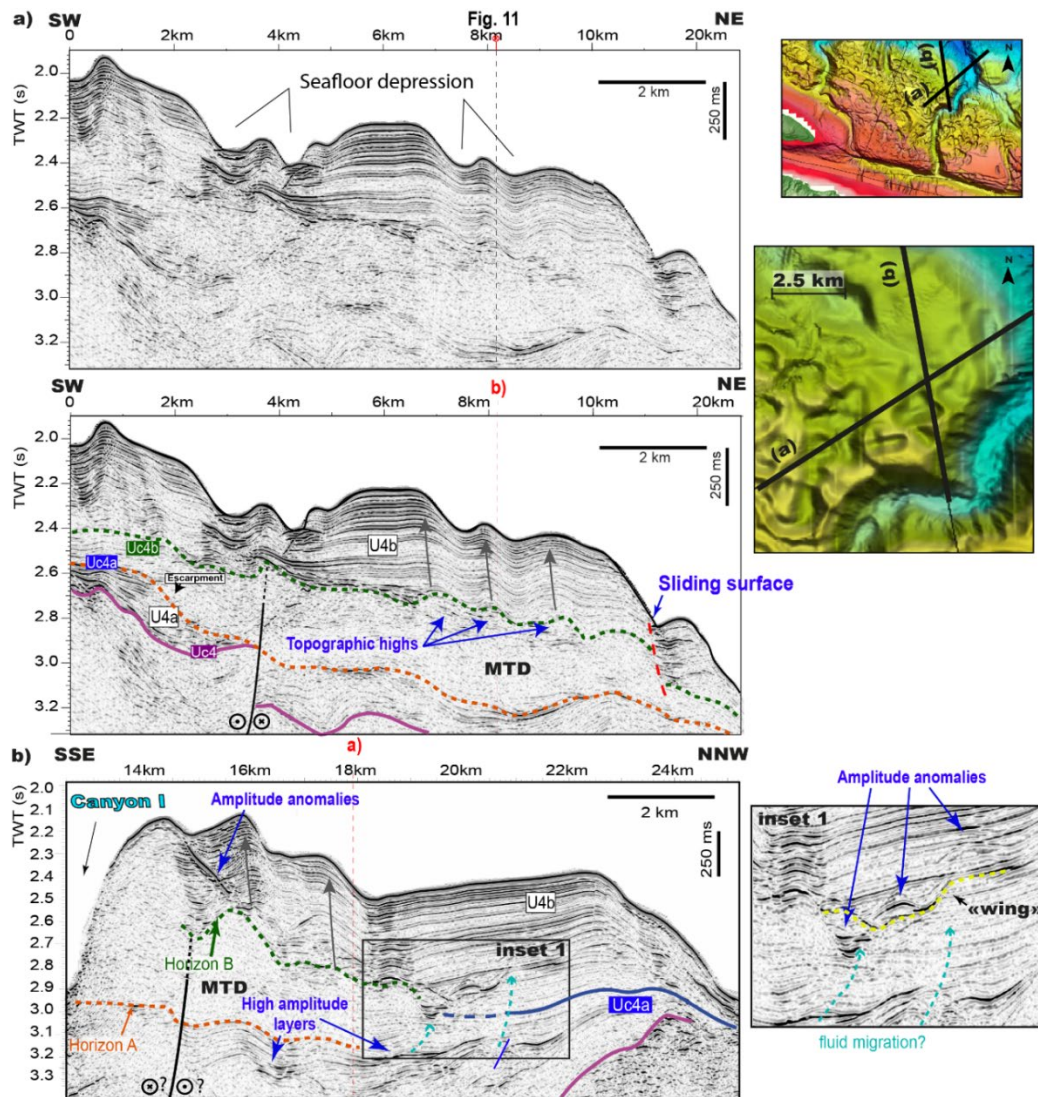 a)
SW
Fig. 11
NE
0 2km 4km 6km 8km 10km 12km
TWT (s)
2.0
2.2
2.4
2.6
2.8
3.0
3.2
Seafloor depression
2 km
250 ms
(b)
(a)
N
2.5 km
N
(b)
(a)
SW
b)
NE
0 2km 4km 6km 8km 10km 20km
TWT (s)
2.0
2.2
2.4
2.6
2.8
3.0
3.2
2 km
250 ms
Uc4b
Uc4a
Escarpment
U4a
Uc4
U4b
Topographic highs
MTD
Sliding surface
b)
SSE
a)
NNW
14km 16km 18km 20km 22km 24km
TWT (s)
2.0
2.1
2.2
2.3
2.4
2.5
2.6
2.7
2.8
2.9
3.0
3.1
3.2
3.3
Canyon I
Amplitude anomalies
2 km
250 ms
U4b
Horizon B
MTD
inset 1
Horizon A
High amplitude
layers
Uc4a
? ?
Amplitude anomalies
inset 1
«wing»
fluid migration?